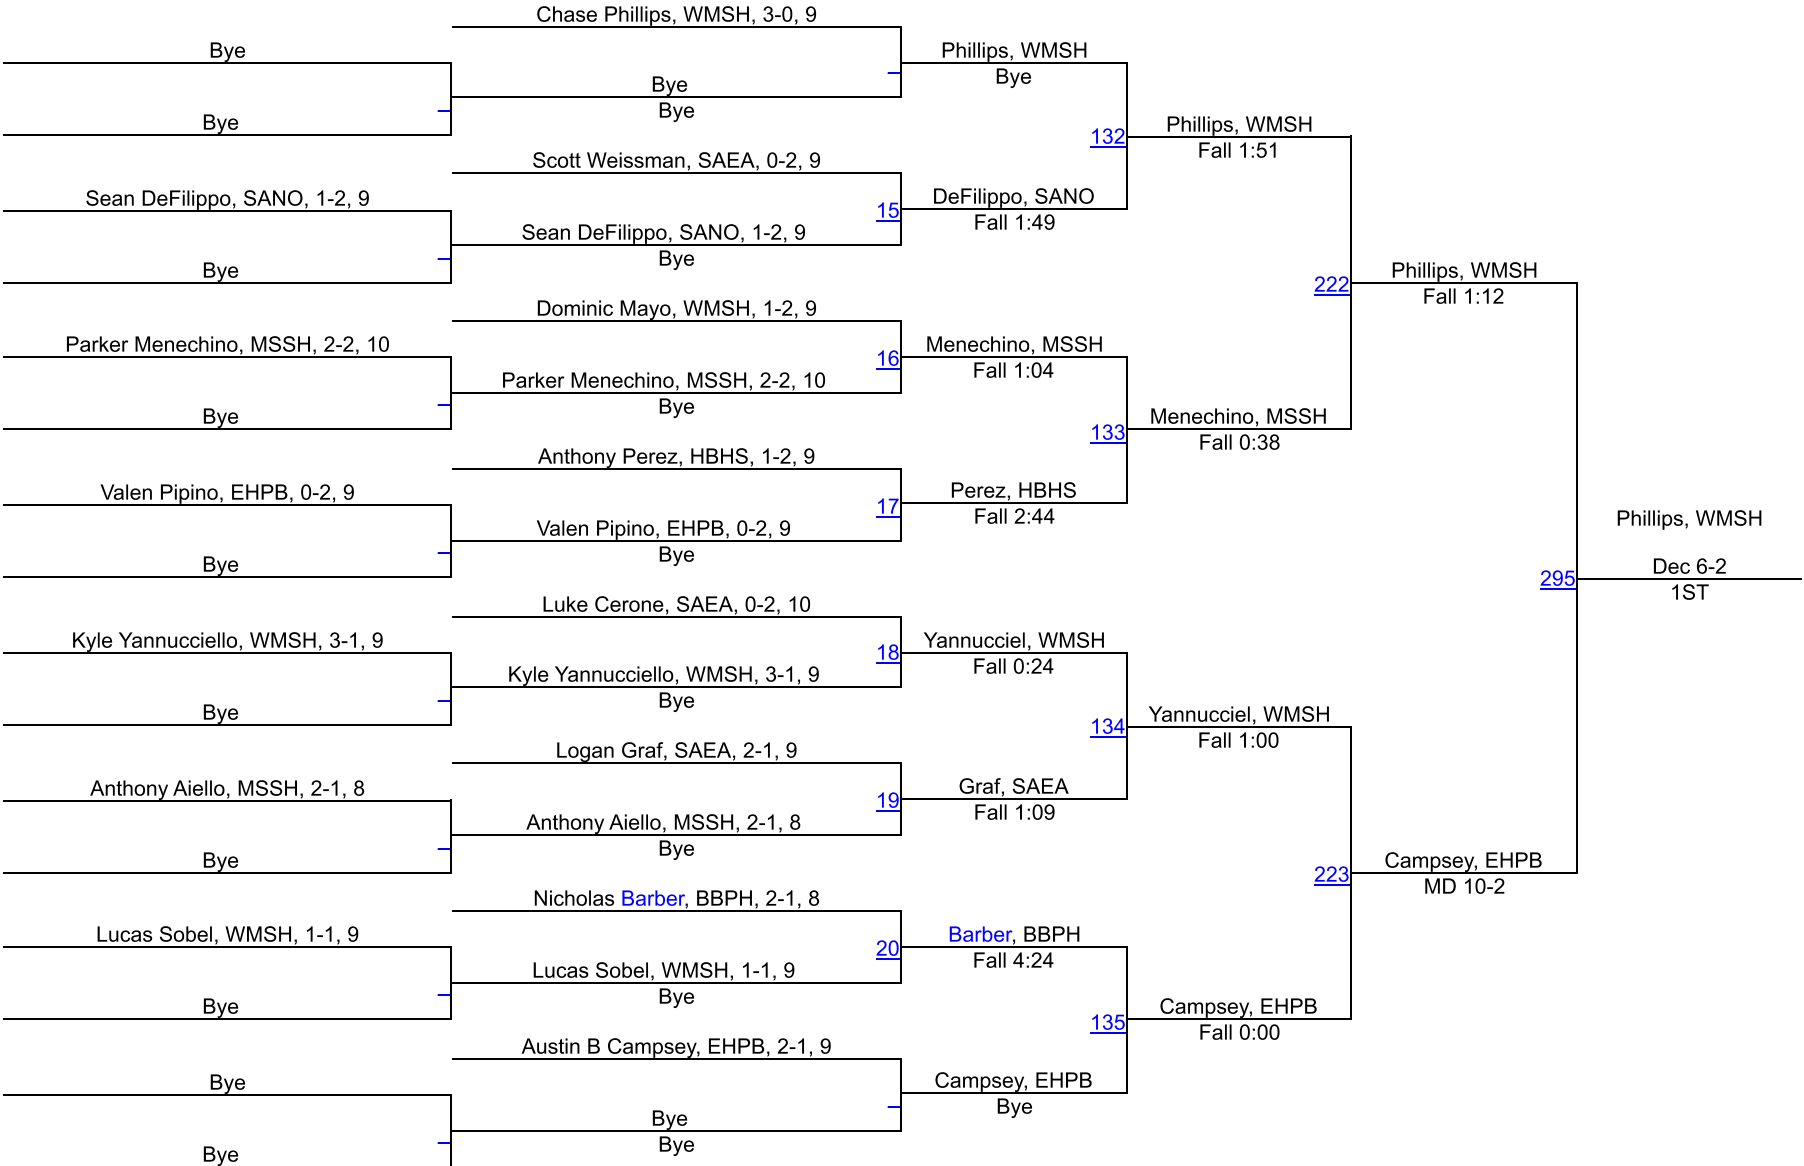 Chase Phillips, WMSH, 3-0, 9
Bye
Phillips, WMSH
Bye
Bye
Bye
Bye
132
Phillips, WMSH
Fall 1:51
Scott Weissman, SAEA, 0-2, 9
Sean DeFilippo, SANO, 1-2, 9
15
DeFilippo, SANO
Fall 1:49
Sean DeFilippo, SANO, 1-2, 9
Bye
Bye
222
Phillips, WMSH
Fall 1:12
Dominic Mayo, WMSH, 1-2, 9
Parker Menechino, MSSH, 2-2, 10
16
Menechino, MSSH
Fall 1:04
Parker Menechino, MSSH, 2-2, 10
Bye
Bye
133
Menechino, MSSH
Fall 0:38
Anthony Perez, HBHS, 1-2, 9
Valen Pipino, EHPB, 0-2, 9
17
Perez, HBHS
Fall 2:44
Valen Pipino, EHPB, 0-2, 9
Bye
Bye
Phillips, WMSH
295
Dec 6-2
1ST
Luke Cerone, SAEA, 0-2, 10
Kyle Yannucciello, WMSH, 3-1, 9
18
Yannucciel, WMSH
Fall 0:24
Kyle Yannucciello, WMSH, 3-1, 9
Bye
Bye
134
Yannucciel, WMSH
Fall 1:00
Logan Graf, SAEA, 2-1, 9
Anthony Aiello, MSSH, 2-1, 8
19
Graf, SAEA
Fall 1:09
Anthony Aiello, MSSH, 2-1, 8
Bye
Bye
223
Campsey, EHPB
MD 10-2
Nicholas Barber, BBPH, 2-1, 8
Lucas Sobel, WMSH, 1-1, 9
20
Barber, BBPH
Fall 4:24
Lucas Sobel, WMSH, 1-1, 9
Bye
Bye
135
Campsey, EHPB
Fall 0:00
Austin B Campsey, EHPB, 2-1, 9
Bye
Campsey, EHPB
Bye
Bye
Bye
Bye